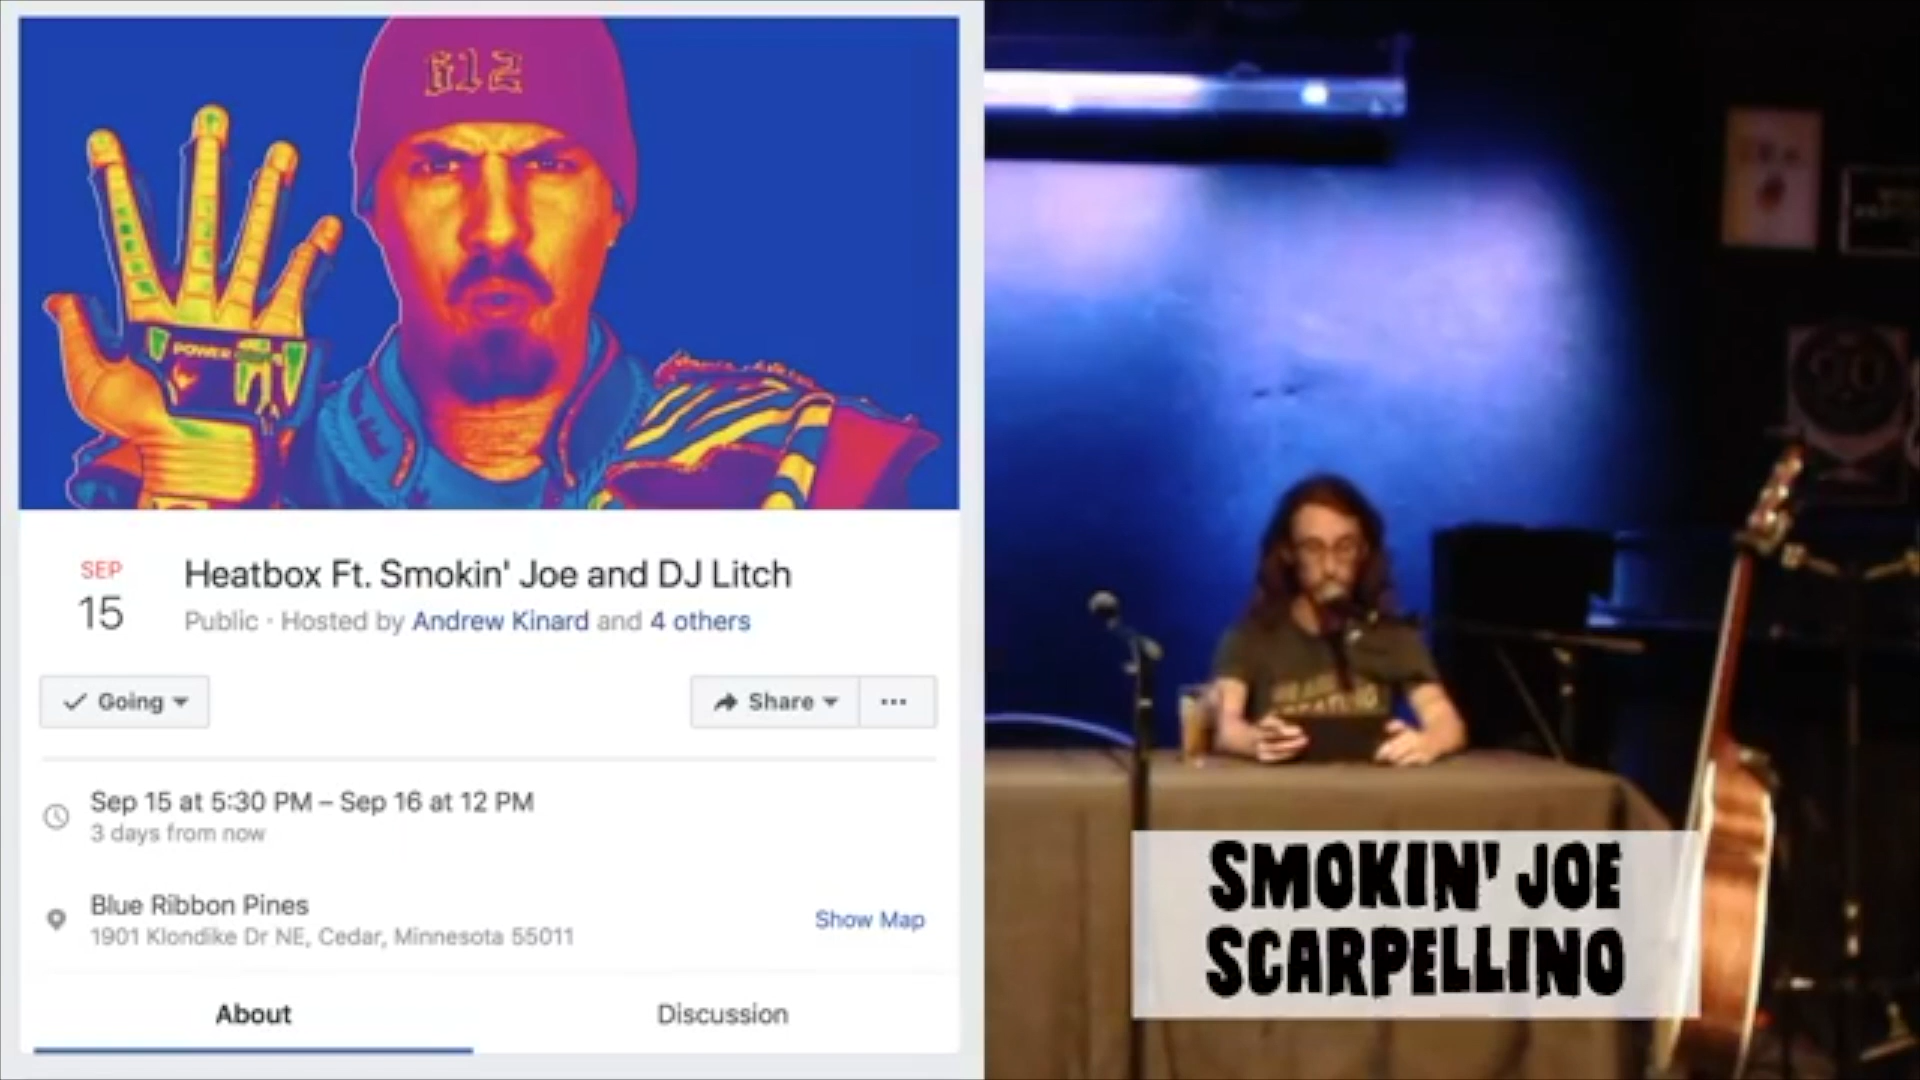 612
POWER
SEP
15
Heatbox Ft. Smokin' Joe and DJ Litch
Public · Hosted by Andrew Kinard and 4 others
Going
Share
Sep 15 at 5:30 PM – Sep 16 at 12 PM
3 days from now
Blue Ribbon Pines
1901 Klondike Dr NE, Cedar, Minnesota 55011
Show Map
About
Discussion
SMOKIN' JOE
SCARPELLINO